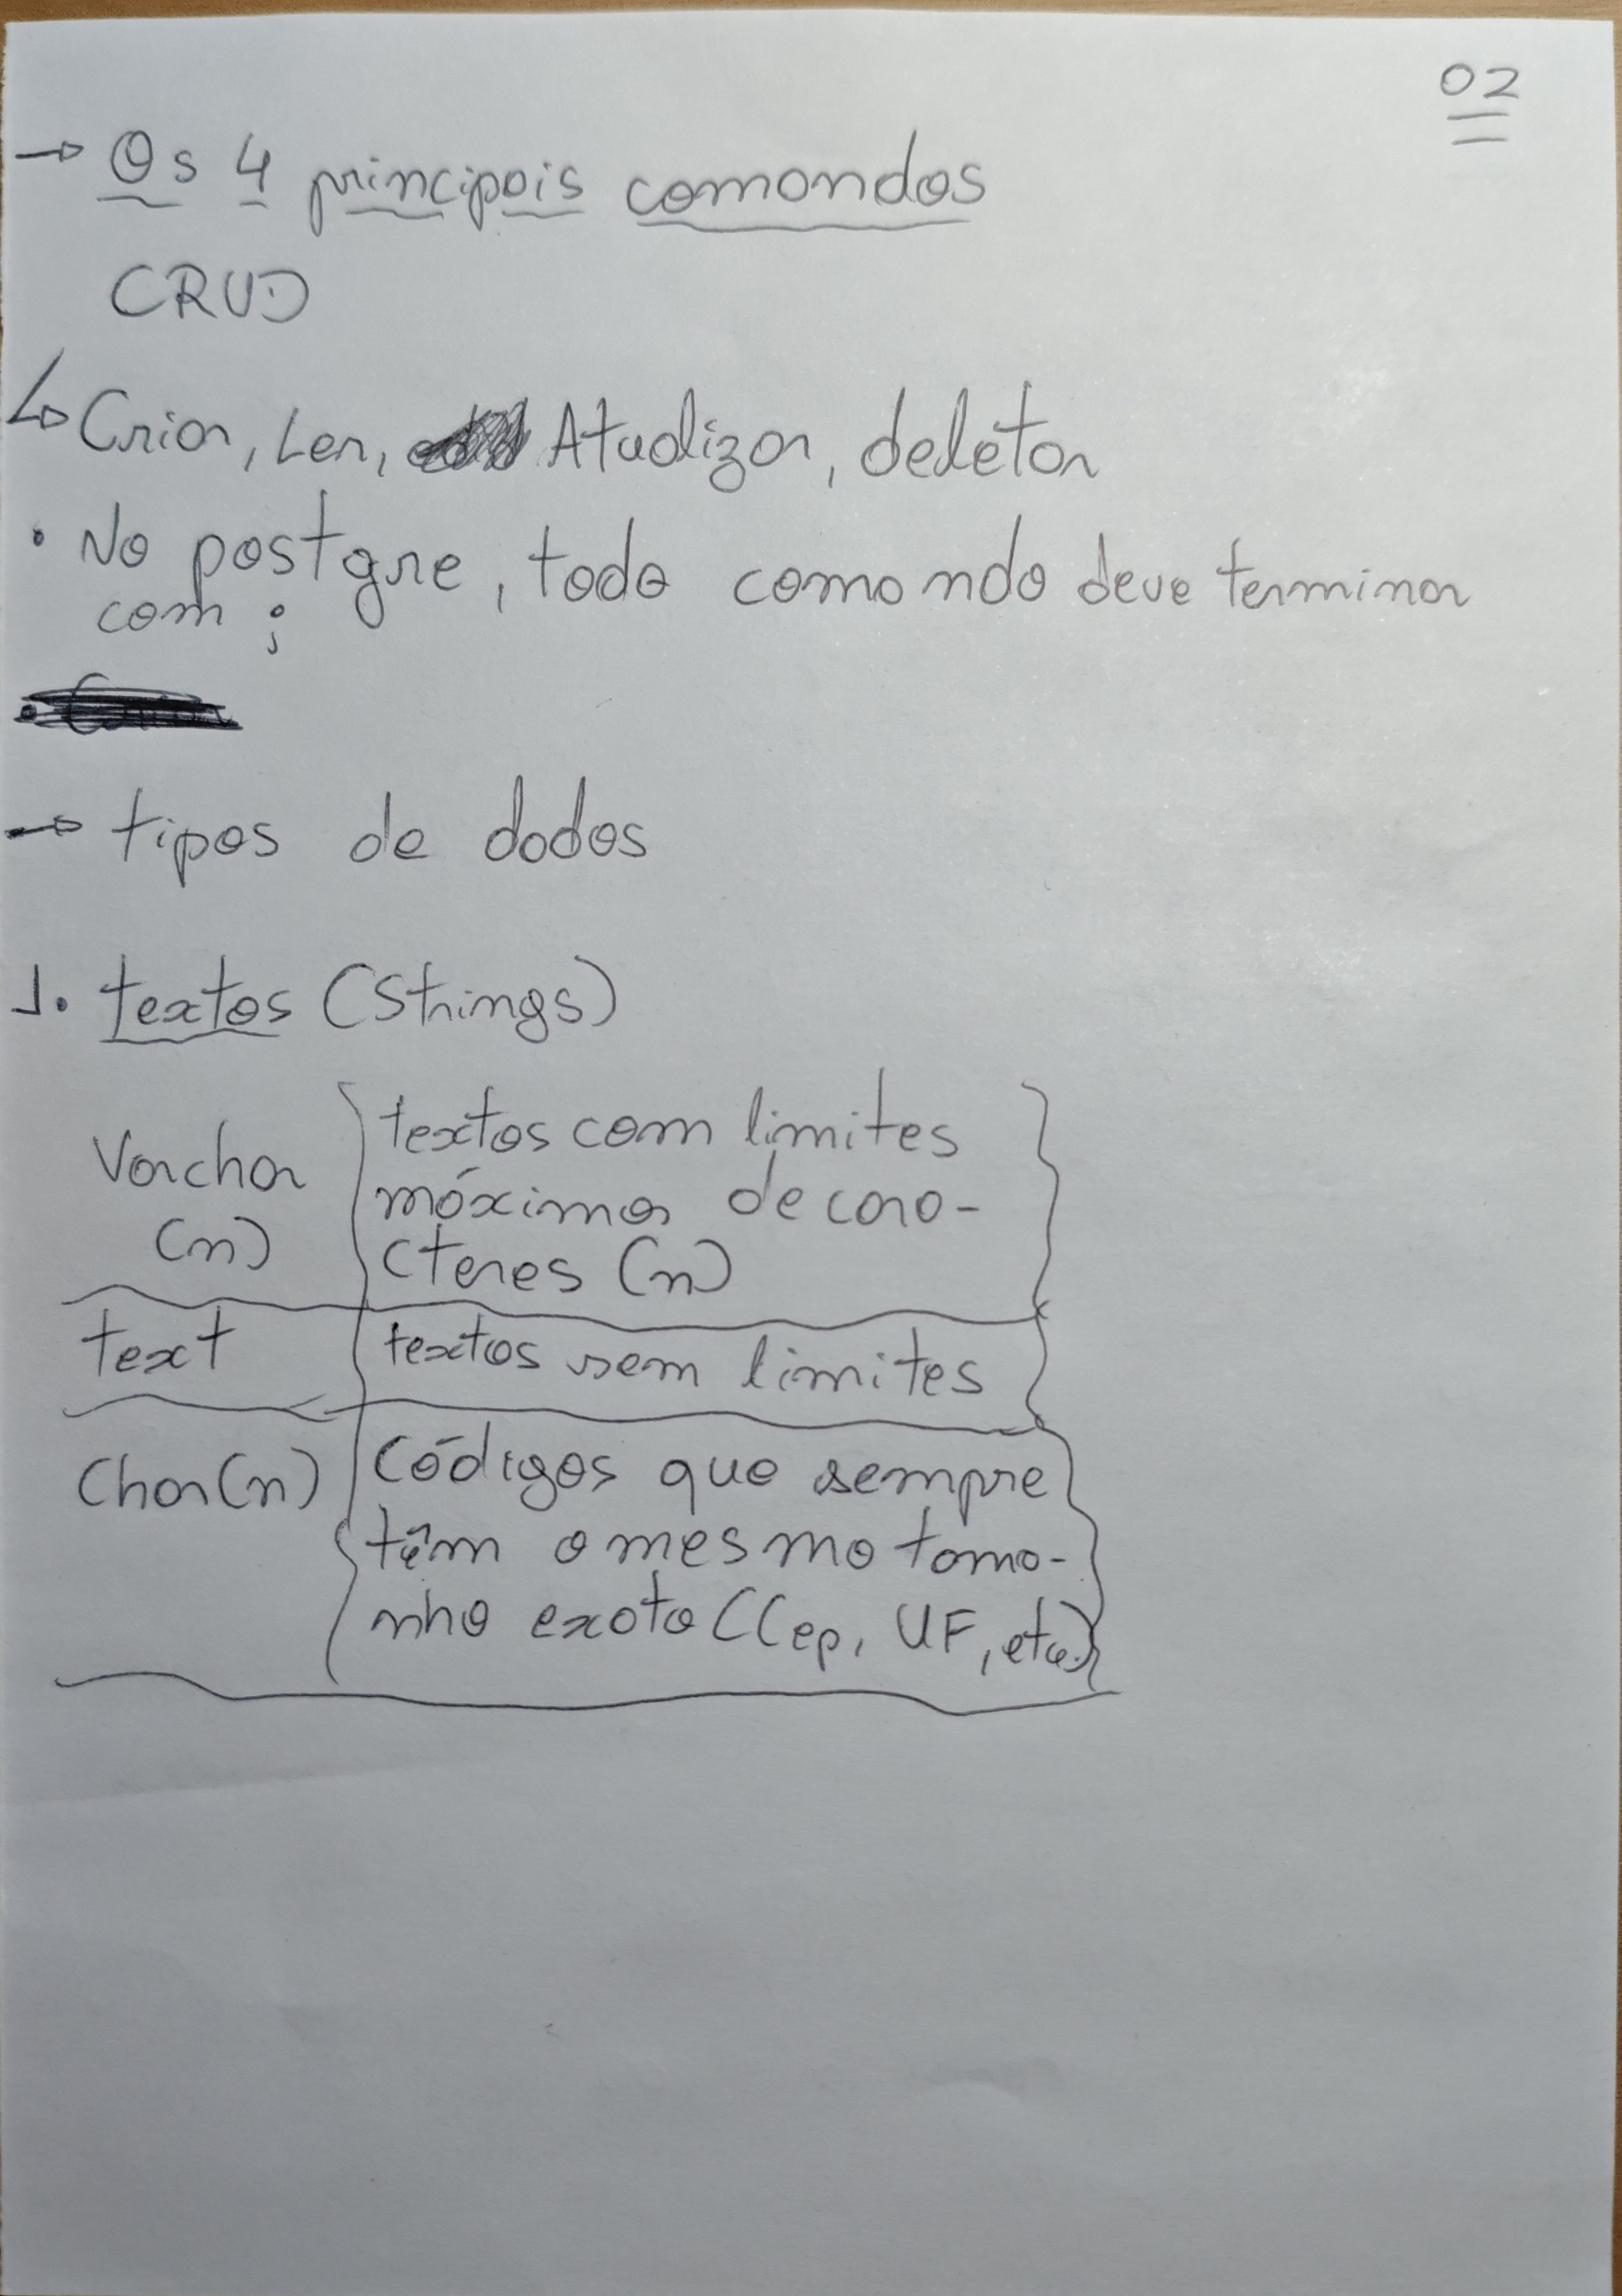 02
→ Os 4 principais comandos
CRUD
↳ Criar, Ler, Atualizar, deletar
• No postgre, todo comando deve terminar
com ;
→ tipos de dados
1. textos (Strings)
Varchar
(n)
textos com limites
máximos de cara-
cteres (n)
text
textos sem limites
Char(n)
Códigos que sempre
têm o mesmo tama-
nho exato (Cep, UF, etc.)